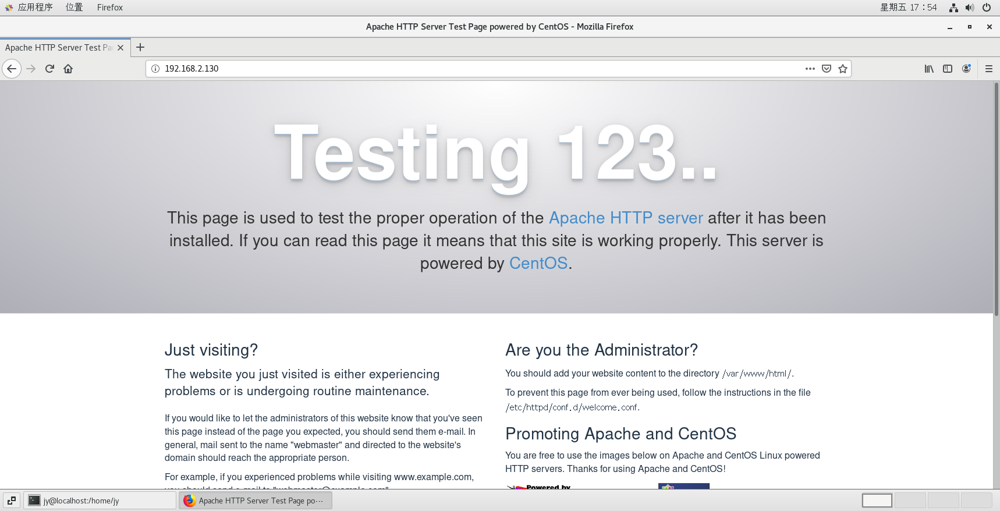 应用程序 位置 Firefox 星期五 17：54
Apache HTTP Server Test Page powered by CentOS - Mozilla Firefox
Apache HTTP Server Test Pa
192.168.2.130
Testing 123..
This page is used to test the proper operation of the Apache HTTP server after it has been
installed. If you can read this page it means that this site is working properly. This server is
powered by CentOS.
Just visiting?
The website you just visited is either experiencing
problems or is undergoing routine maintenance.
If you would like to let the administrators of this website know that you've seen
this page instead of the page you expected, you should send them e-mail. In
general, mail sent to the name "webmaster" and directed to the website's
domain should reach the appropriate person.
For example, if you experienced problems while visiting www.example.com,
you should send e-mail to "webmaster@example.com".
Are you the Administrator?
You should add your website content to the directory /var/www/html/.
To prevent this page from ever being used, follow the instructions in the file
/etc/httpd/conf.d/welcome.conf.
Promoting Apache and CentOS
You are free to use the images below on Apache and CentOS Linux powered
HTTP servers. Thanks for using Apache and CentOS!
Powered by
jy@localhost:/home/jy
Apache HTTP Server Test Page po···